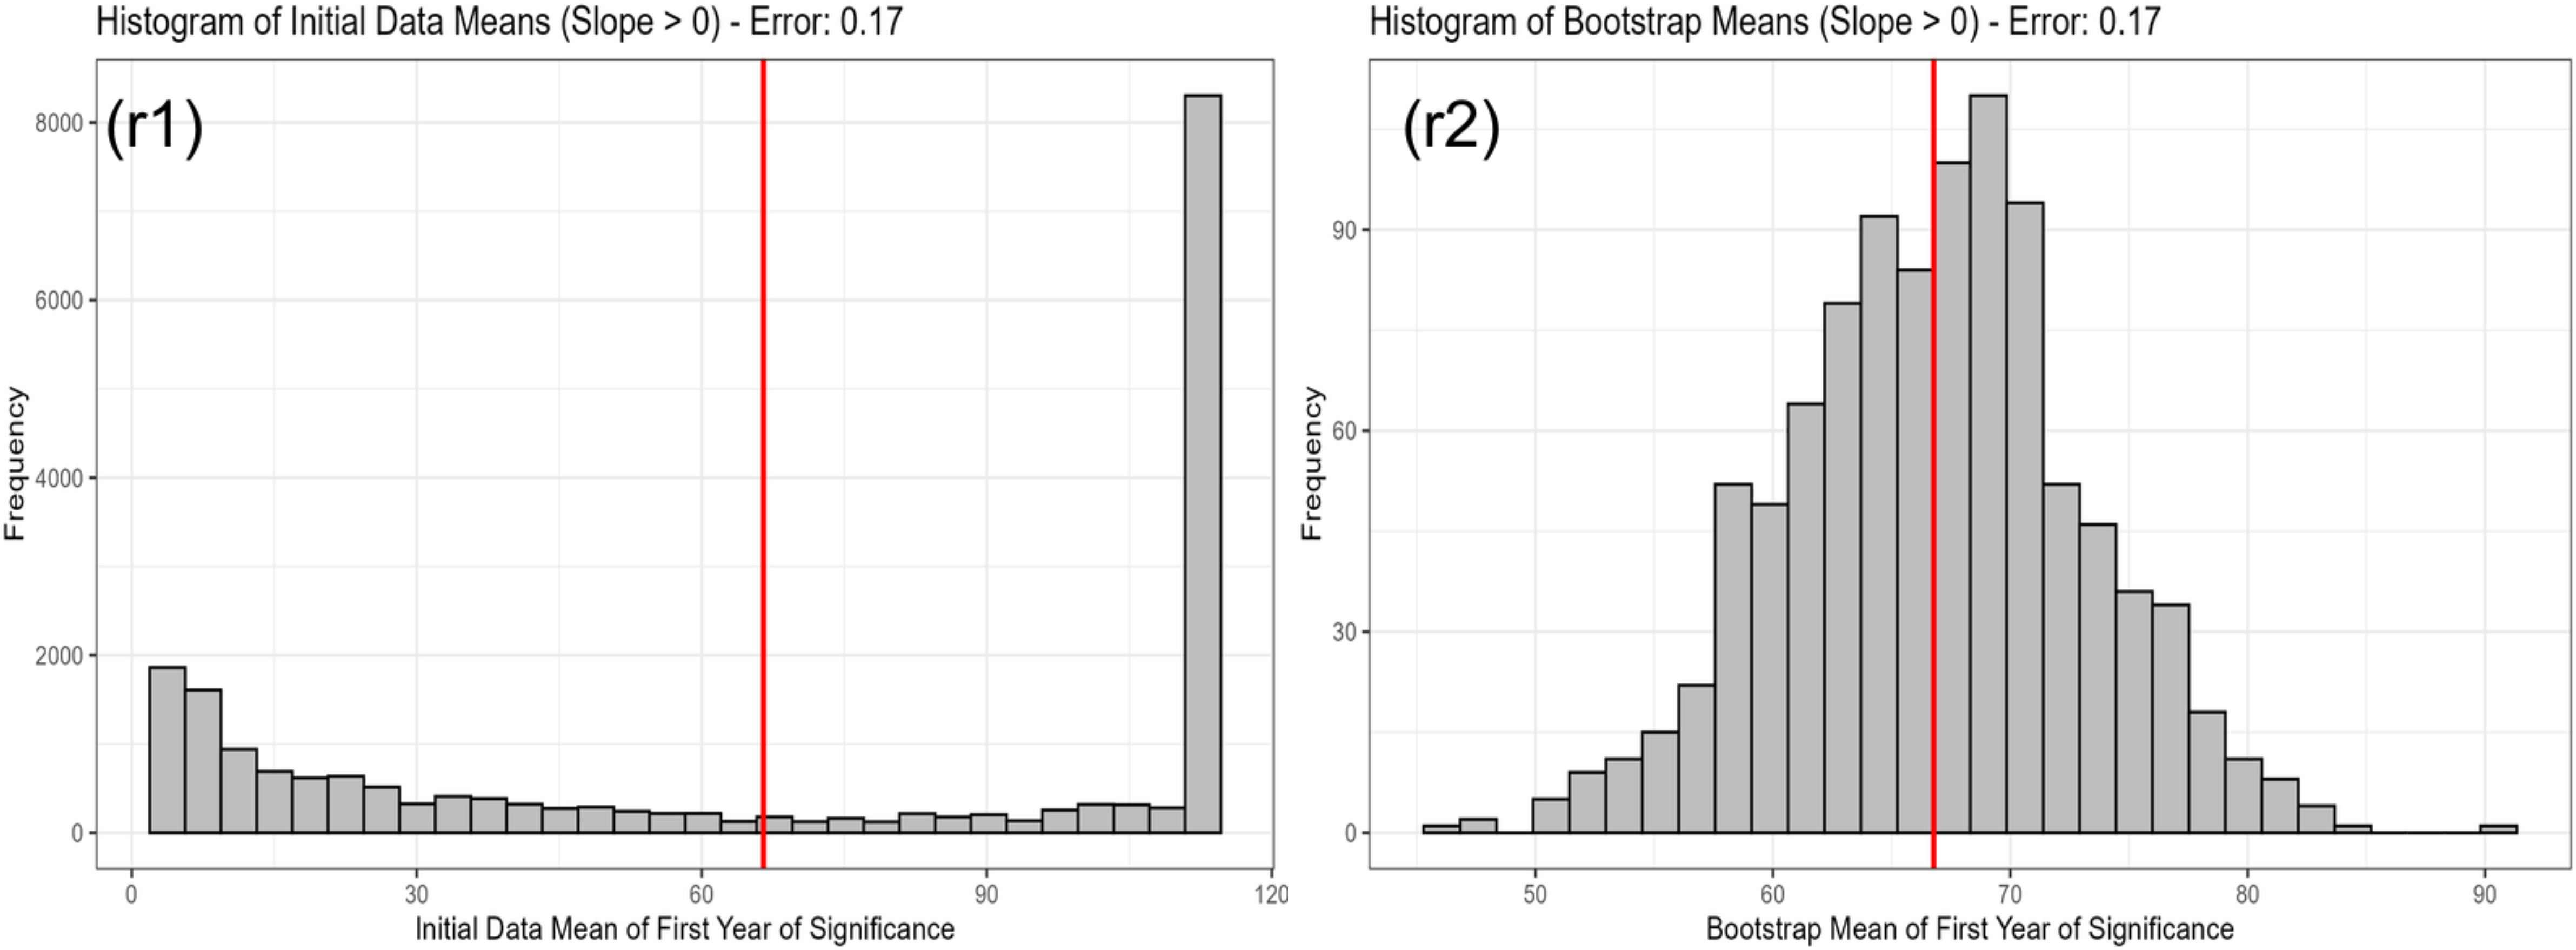 Histogram of Initial Data Means (Slope > 0) - Error: 0.17
(r1)
8000
6000
4000
2000
0
Frequency
0 30 60 90 120
Initial Data Mean of First Year of Significance
Histogram of Bootstrap Means (Slope > 0) - Error: 0.17
(r2)
90
60
30
0
Frequency
50 60 70 80 90
Bootstrap Mean of First Year of Significance